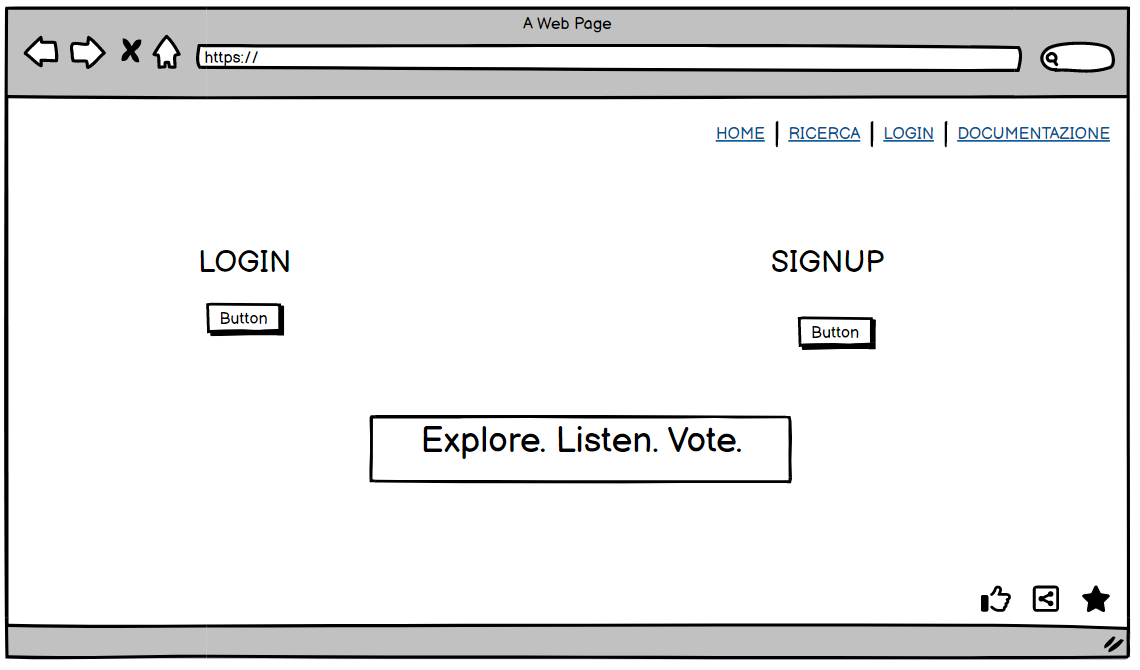 A Web Page
https://
HOME | RICERCA | LOGIN | DOCUMENTAZIONE
LOGIN
SIGNUP
Button
Button
Explore. Listen. Vote.